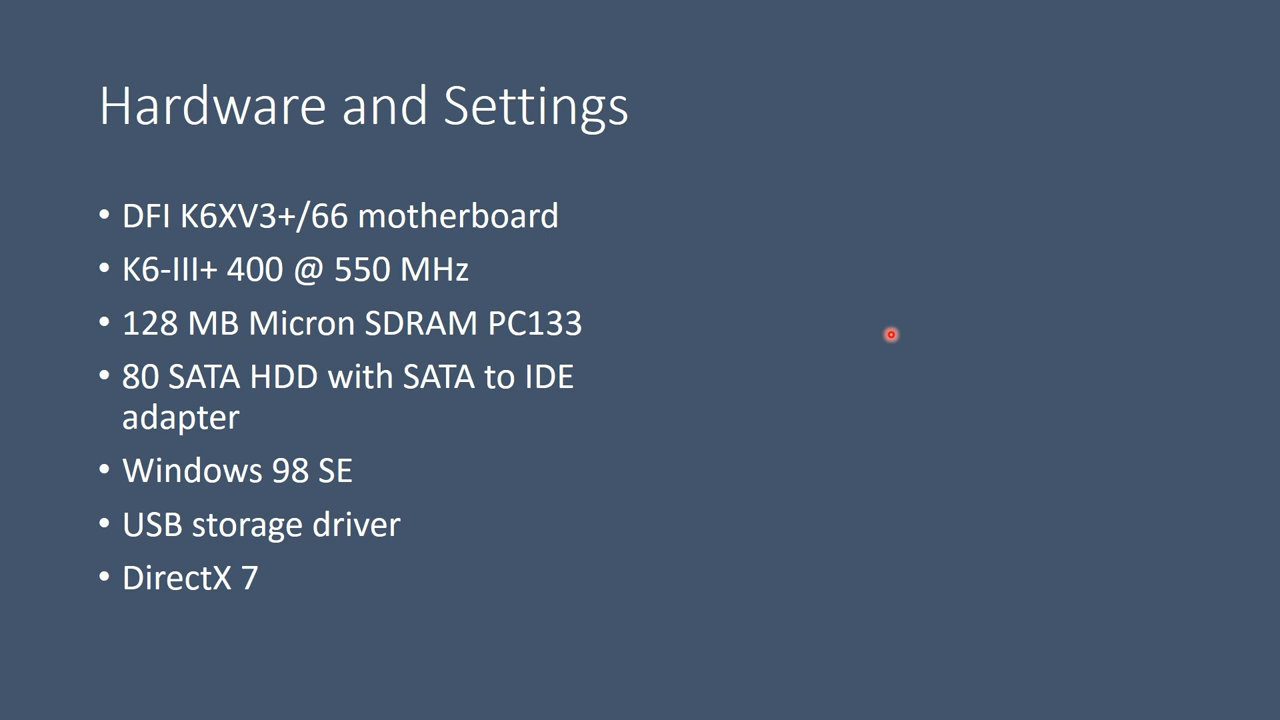 Hardware and Settings
• DFI K6XV3+/66 motherboard
• K6-III+ 400 @ 550 MHz
• 128 MB Micron SDRAM PC133
• 80 SATA HDD with SATA to IDE
adapter
• Windows 98 SE
• USB storage driver
• DirectX 7